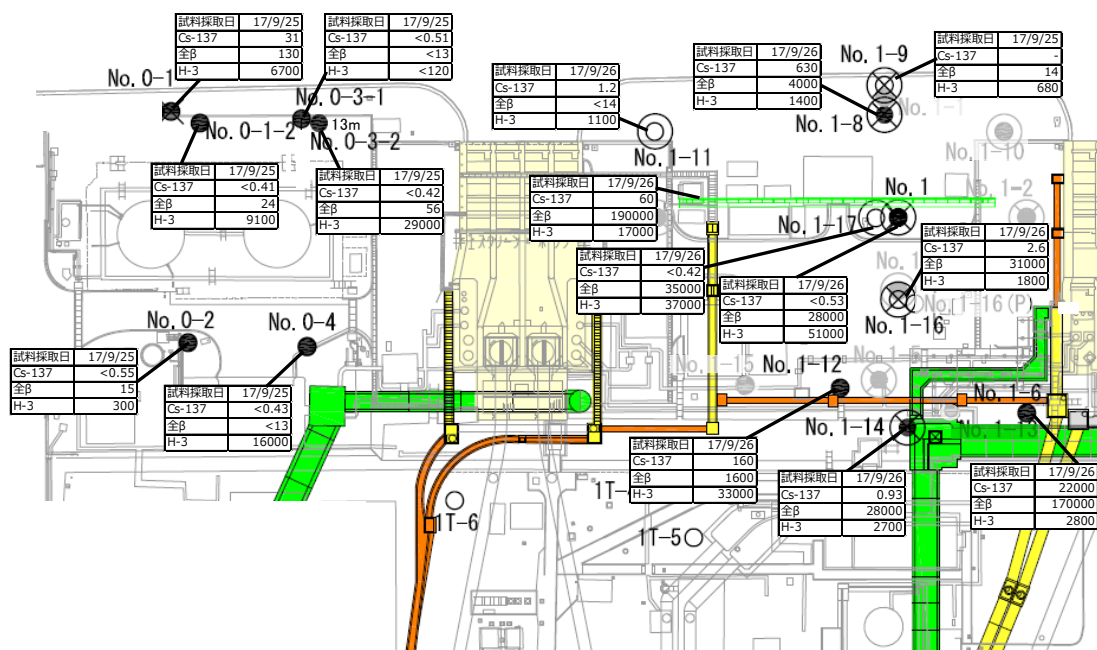 試料採取日 17/9/25
Cs-137 31
全β 130
H-3 6700
試料採取日 17/9/25
Cs-137 <0.51
全β <13
H-3 <120
試料採取日 17/9/26
Cs-137 1.2
全β <14
H-3 1100
試料採取日 17/9/26
Cs-137 630
全β 4000
H-3 1400
試料採取日 17/9/25
Cs-137 -
全β 14
H-3 680
No. 0-1
No. 0-1-2
No. 0-3-1
13m
No. 0-3-2
No. 1-11
No. 1-9
No. 1-8
No. 1-10
試料採取日 17/9/25
Cs-137 <0.41
全β 24
H-3 9100
試料採取日 17/9/25
Cs-137 <0.42
全β 56
H-3 29000
試料採取日 17/9/26
Cs-137 60
全β 190000
H-3 17000
No. 1
No. 1-2
No. 1-17
試料採取日 17/9/26
Cs-137 <0.42
全β 35000
H-3 37000
試料採取日 17/9/26
Cs-137 <0.53
全β 28000
H-3 51000
試料採取日 17/9/26
Cs-137 2.6
全β 31000
H-3 1800
No. 1-16(P)
No. 1-16
No. 0-2
No. 0-4
No. 1-12
No. 1-6
No. 1-14
No. 1-13
試料採取日 17/9/25
Cs-137 <0.55
全β 15
H-3 300
試料採取日 17/9/25
Cs-137 <0.43
全β <13
H-3 16000
試料採取日 17/9/26
Cs-137 160
全β 1600
H-3 33000
試料採取日 17/9/26
Cs-137 0.93
全β 28000
H-3 2700
試料採取日 17/9/26
Cs-137 22000
全β 170000
H-3 2800
1T-6
1T-5